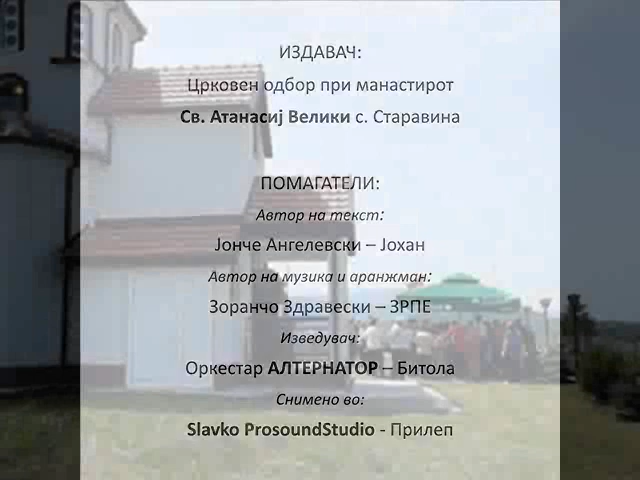 ИЗДАВАЧ:
Црковен одбор при манастирот
Св. Атанасиј Велики с. Старавина
ПОМАГАТЕЛИ:
Автор на текст:
Јонче Ангелевски – Јохан
Автор на музика и аранжман:
Зоранчо Здравески – ЗРПЕ
Изведувач:
Оркестар АЛТЕРНАТОР – Битола
Снимено во:
Slavko ProsoundStudio - Прилеп